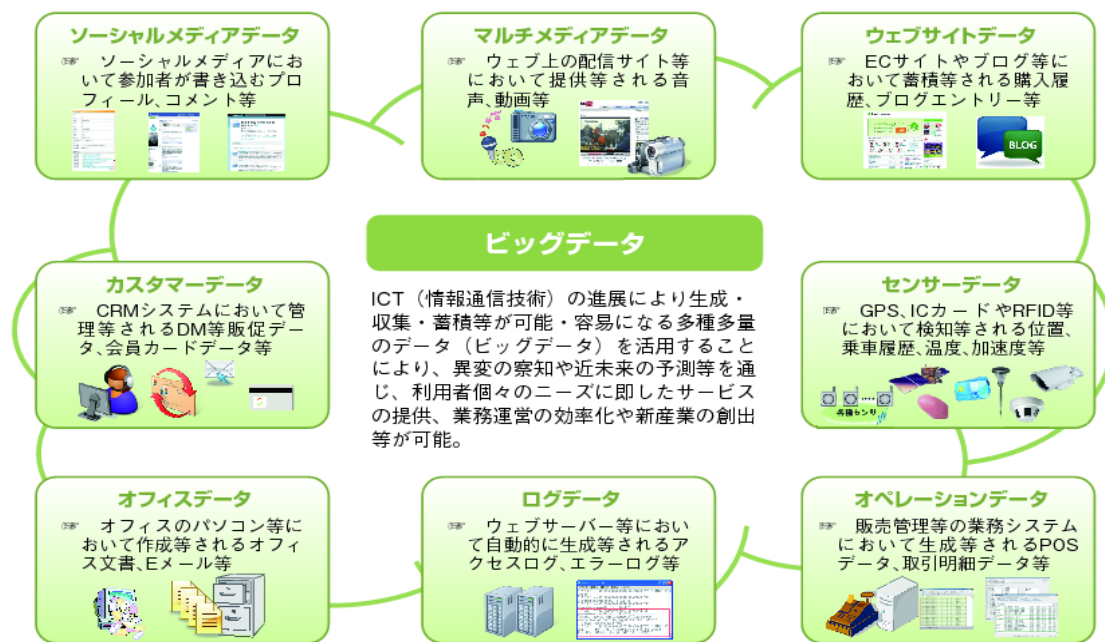 ソーシャルメディアデータ
☞ ソーシャルメディアにお
いて参加者が書き込むプロ
フィール、コメント等
マルチメディアデータ
☞ ウェブ上の配信サイト等
において提供等される音
声、動画等
ウェブサイトデータ
☞ ECサイトやブログ等に
おいて蓄積等される購入履
歴、ブログエントリー等
BLOG
ビッグデータ
ICT（情報通信技術）の進展により生成・
収集・蓄積等が可能・容易になる多種多量
のデータ（ビッグデータ）を活用すること
により、異変の察知や近未来の予測等を通
じ、利用者個々のニーズに即したサービス
の提供、業務運営の効率化や新産業の創出
等が可能。
カスタマーデータ
☞ CRMシステムにおいて管
理等されるDM等販促デー
タ、会員カードデータ等
センサーデータ
☞ GPS、ICカードやRFID等
において検知等される位置、
乗車履歴、温度、加速度等
各種センサ
オフィスデータ
☞ オフィスのパソコン等に
おいて作成等されるオフィ
ス文書、Eメール等
ログデータ
☞ ウェブサーバー等におい
て自動的に生成等されるア
クセスログ、エラーログ等
オペレーションデータ
☞ 販売管理等の業務システム
において生成等されるPOS
データ、取引明細データ等